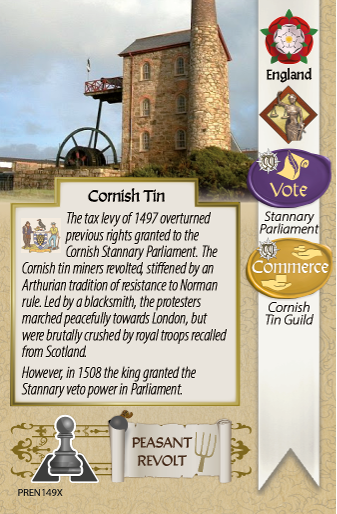 England
Vote
Stannary
Parliament
Commerce
Cornish
Tin Guild
Cornish Tin
The tax levy of 1497 overturned
previous rights granted to the
Cornish Stannary Parliament. The
Cornish tin miners revolted, stiffened by an
Arthurian tradition of resistance to Norman
rule. Led by a blacksmith, the protesters
marched peacefully towards London, but
were brutally crushed by royal troops recalled
from Scotland.
However, in 1508 the king granted the
Stannary veto power in Parliament.
PEASANT
REVOLT
PREN149X